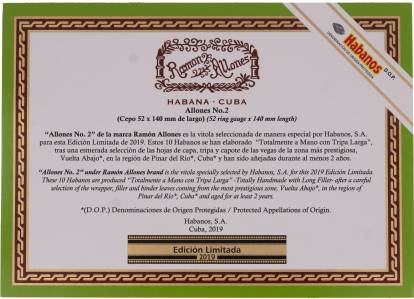 Habanos D.O.P.
DENOMINACIÓN DE ORIGEN PROTEGIDA
Ramon Allones
HABANA · CUBA
Allones No.2
(Cepo 52 x 140 mm de largo) (52 ring gauge x 140 mm length)
“Allones No. 2” de la marca Ramón Allones es la vitola seleccionada de manera especial por Habanos, S.A.
para esta Edición Limitada de 2019. Estos 10 Habanos se han elaborado “Totalmente a Mano con Tripa Larga”,
tras una esmerada selección de las hojas de capa, tripa y capote de las vegas de la zona más prestigiosa,
Vuelta Abajo*, en la región de Pinar del Río*, Cuba* y han sido añejadas durante al menos 2 años.
“Allones No. 2” under Ramón Allones brand is the vitola specially selected by Habanos, S.A. for this 2019 Edición Limitada.
These 10 Habanos are produced “Totalmente a Mano con Tripa Larga” -Totally Handmade with Long Filler- after a careful
selection of the wrapper, filler and binder leaves coming from the most prestigious zone, Vuelta Abajo*, in the region of
Pinar del Río*, Cuba* and aged for at least 2 years.
*(D.O.P.) Denominaciones de Origen Protegidas / Protected Appellations of Origin.
Habanos, S.A.
Cuba, 2019
Edición Limitada
2019